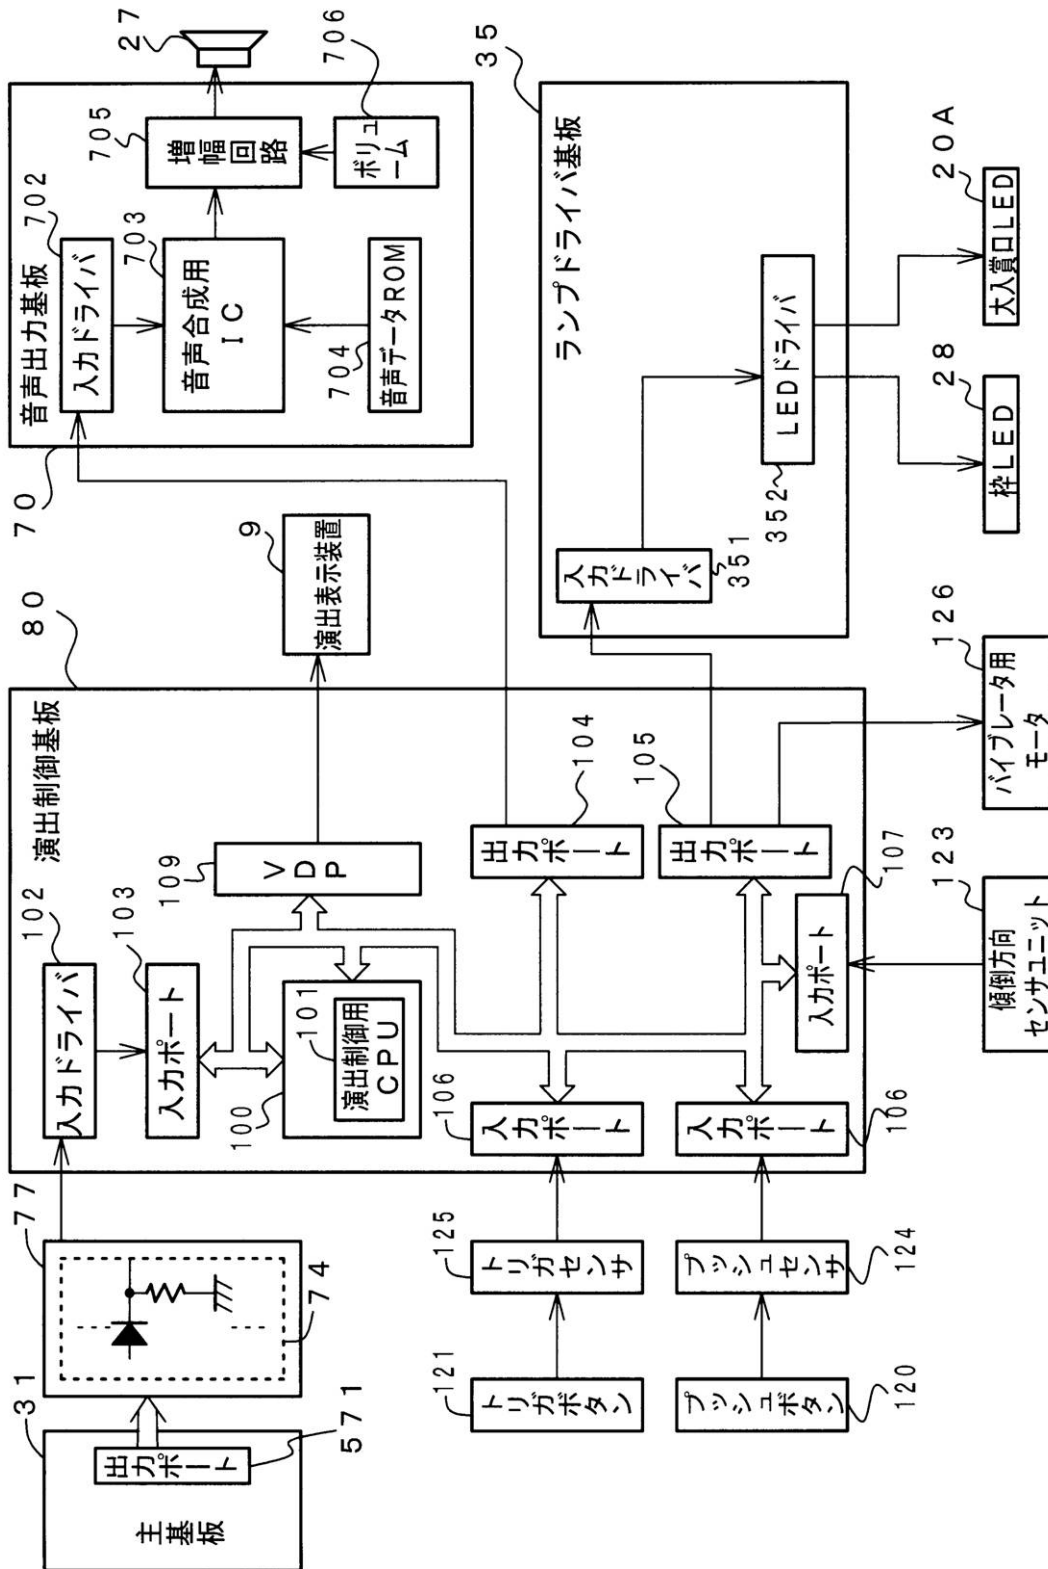 31
主基板
出力ポート
571
77
74
80
演出制御基板
102
入力ドライバ
103
入力ポート
100
101
演出制御用
CPU
109
VDP
9
演出表示装置
104
出力ポート
105
出力ポート
106
入力ポート
106
入力ポート
107
入力ポート
121
トリガボタン
125
トリガセンサ
120
プッシュボタン
124
プッシュセンサ
123
傾倒方向
センサユニット
126
バイブレータ用
モータ
70
音声出力基板
702
入力ドライバ
703
音声合成用
IC
704
音声データROM
705
増幅
回路
706
ボリュ
ーム
27
35
ランプドライバ基板
入力ドライバ
351
LEDドライバ
352
28
枠LED
20A
大入賞口LED